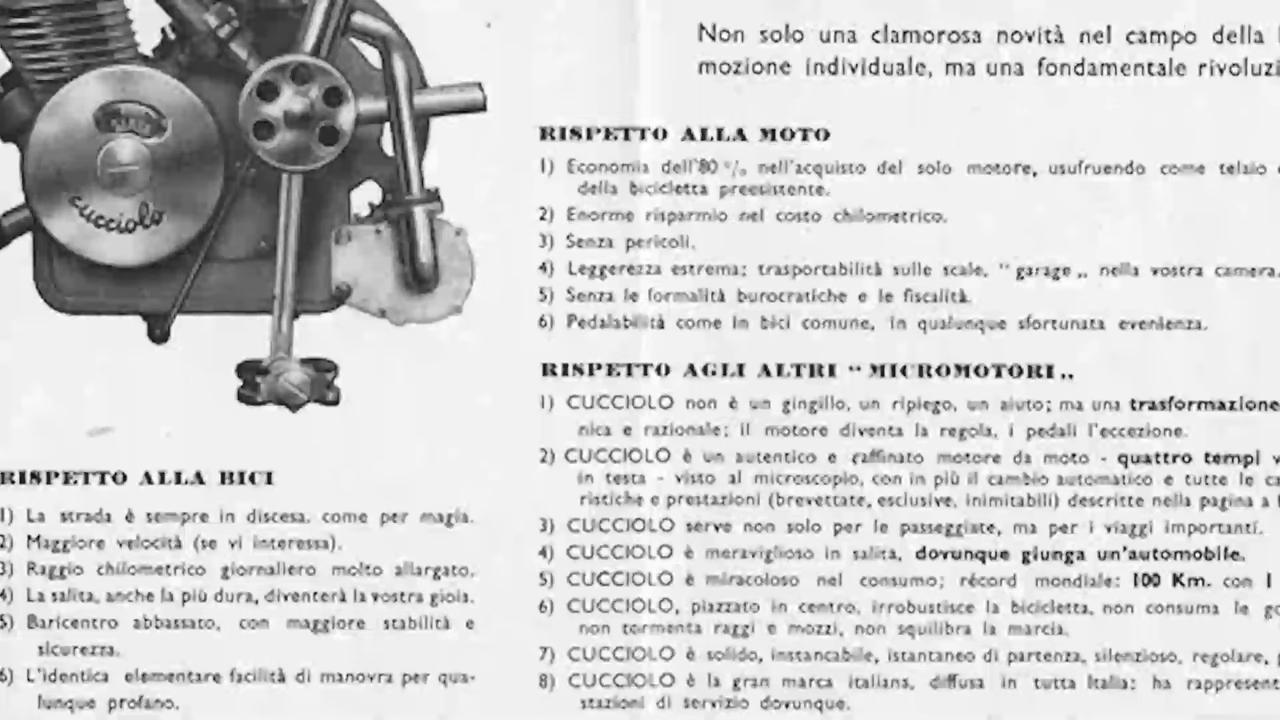 cucciolo
Non solo una clamorosa novità nel campo della
mozione individuale, ma una fondamentale rivoluzi
RISPETTO ALLA MOTO
1) Economia dell'80 % nell'acquisto del solo motore, usufruendo come telaio
della bicicletta preesistente.
2) Enorme risparmio nel costo chilometrico.
3) Senza pericoli.
4) Leggerezza estrema; trasportabilità sulle scale, "garage„ nella vostra camera.
5) Senza le formalità burocratiche e le fiscalità.
6) Pedalabilità come in bici comune, in qualunque sfortunata evenienza.
RISPETTO AGLI ALTRI "MICROMOTORI„
1) CUCCIOLO non è un gingillo, un ripiego, un aiuto; ma una trasformazione
nica e razionale; il motore diventa la regola, i pedali l'eccezione.
2) CUCCIOLO è un autentico e raffinato motore da moto - quattro tempi v
in testa - visto al microscopio, con in più il cambio automatico e tutte le ca
ristiche e prestazioni (brevettate, esclusive, inimitabili) descritte nella pagina a
3) CUCCIOLO serve non solo per le passeggiate, ma per i viaggi importanti.
4) CUCCIOLO è meraviglioso in salita, dovunque giunga un'automobile.
5) CUCCIOLO è miracoloso nel consumo; récord mondiale: 100 Km. con 1
6) CUCCIOLO, piazzato in centro, irrobustisce la bicicletta, non consuma le go
non tormenta raggi e mozzi, non squilibra la marcia.
7) CUCCIOLO è solido, instancabile, istantaneo di partenza, silenzioso, regolare,
8) CUCCIOLO è la gran marca italiana, diffusa in tutta Italia; ha rappresent
stazioni di servizio dovunque.
RISPETTO ALLA BICI
1) La strada è sempre in discesa, come per magia.
2) Maggiore velocità (se vi interessa).
3) Raggio chilometrico giornaliero molto allargato.
4) La salita, anche la più dura, diventerà la vostra gioia.
5) Baricentro abbassato, con maggiore stabilità e
sicurezza.
6) L'identica elementare facilità di manovra per qua-
lunque profano.